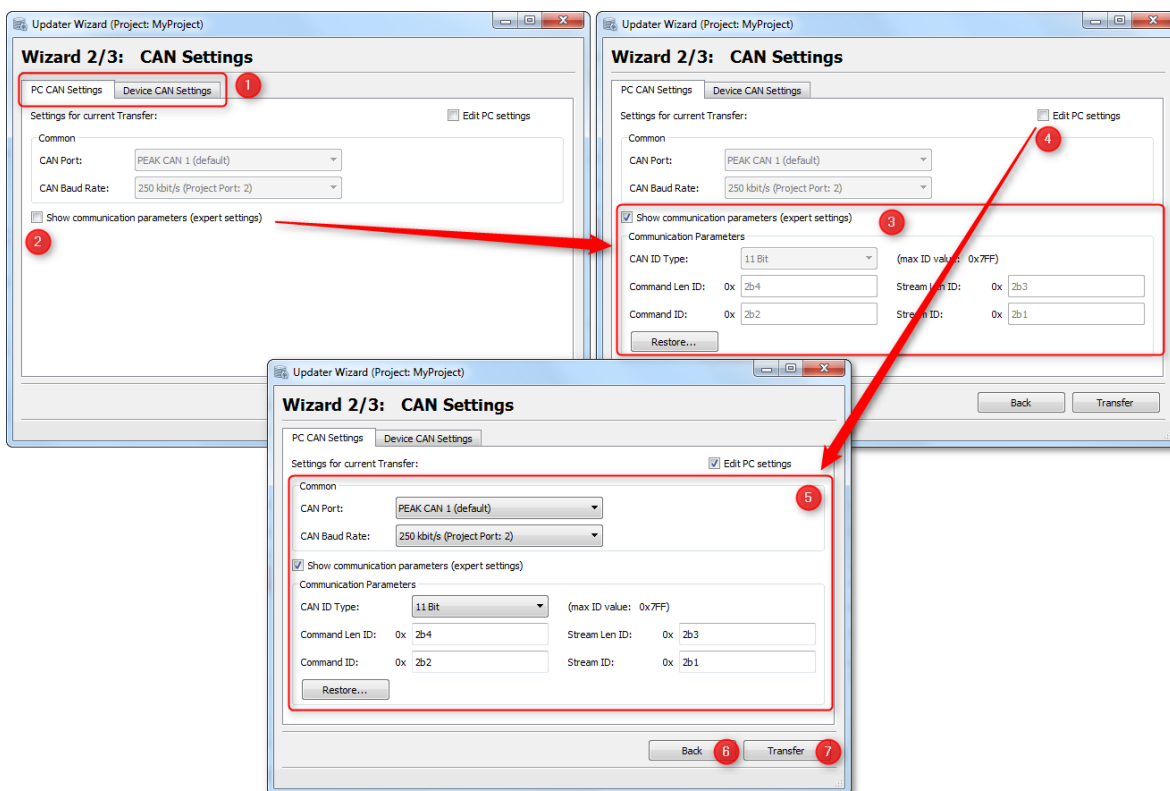 Updater Wizard (Project: MyProject)
Wizard 2/3: CAN Settings
PC CAN Settings Device CAN Settings 1
Settings for current Transfer: Edit PC settings
Common
CAN Port: PEAK CAN 1 (default)
CAN Baud Rate: 250 kbit/s (Project Port: 2)
Show communication parameters (expert settings)
2
Updater Wizard (Project: MyProject)
Wizard 2/3: CAN Settings
PC CAN Settings Device CAN Settings
Settings for current Transfer: Edit PC settings
4
Common
CAN Port: PEAK CAN 1 (default)
CAN Baud Rate: 250 kbit/s (Project Port: 2)
Show communication parameters (expert settings) 3
Communication Parameters
CAN ID Type: 11 Bit (max ID value: 0x7FF)
Command Len ID: 0x 2b4 Stream Len ID: 0x 2b3
Command ID: 0x 2b2 Stream ID: 0x 2b1
Restore...
Back Transfer
Updater Wizard (Project: MyProject)
Wizard 2/3: CAN Settings
PC CAN Settings Device CAN Settings
Settings for current Transfer: Edit PC settings
Common 5
CAN Port: PEAK CAN 1 (default)
CAN Baud Rate: 250 kbit/s (Project Port: 2)
Show communication parameters (expert settings)
Communication Parameters
CAN ID Type: 11 Bit (max ID value: 0x7FF)
Command Len ID: 0x 2b4 Stream Len ID: 0x 2b3
Command ID: 0x 2b2 Stream ID: 0x 2b1
Restore...
Back 6 Transfer 7